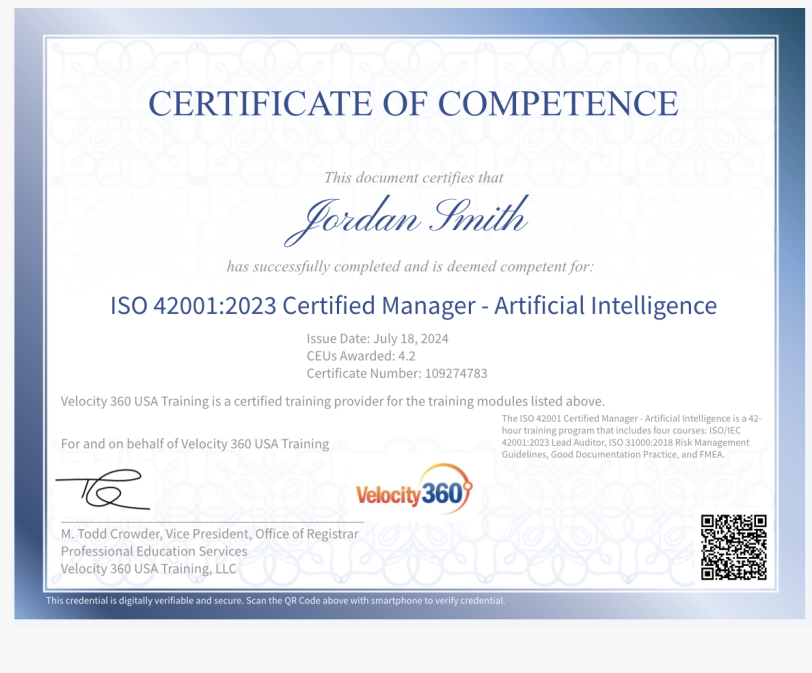 CERTIFICATE OF COMPETENCE
This document certifies that
Jordan Smith
has successfully completed and is deemed competent for:
ISO 42001:2023 Certified Manager - Artificial Intelligence
Issue Date: July 18, 2024
CEUs Awarded: 4.2
Certificate Number: 109274783
Velocity 360 USA Training is a certified training provider for the training modules listed above.
The ISO 42001 Certified Manager - Artificial Intelligence is a 42-
hour training program that includes four courses: ISO/IEC
42001:2023 Lead Auditor, ISO 31000:2018 Risk Management
Guidelines, Good Documentation Practice, and FMEA.
For and on behalf of Velocity 360 USA Training
Velocity360
M. Todd Crowder, Vice President, Office of Registrar
Professional Education Services
Velocity 360 USA Training, LLC
This credential is digitally verifiable and secure. Scan the QR Code above with smartphone to verify credential.